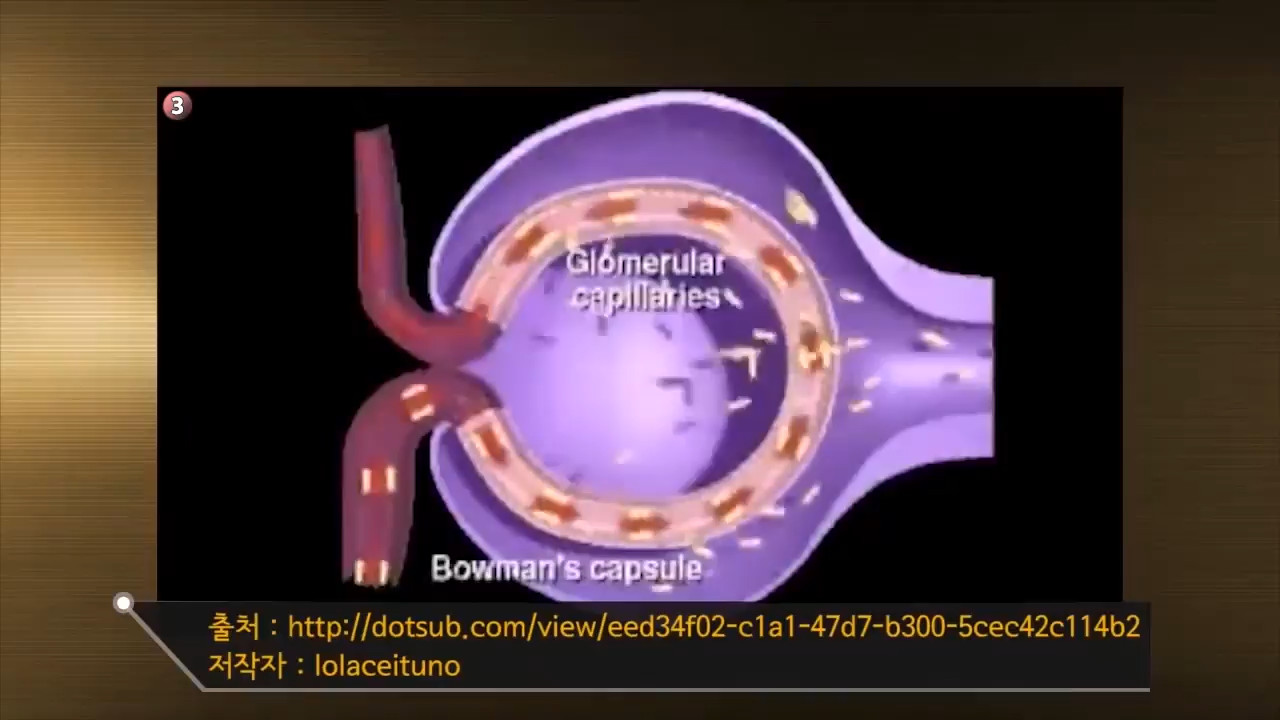 3
Glomerular
capillaries
Bowman's capsule
출처 : http://dotsub.com/view/eed34f02-c1a1-47d7-b300-5cec42c114b2
저작자 : lolaceituno